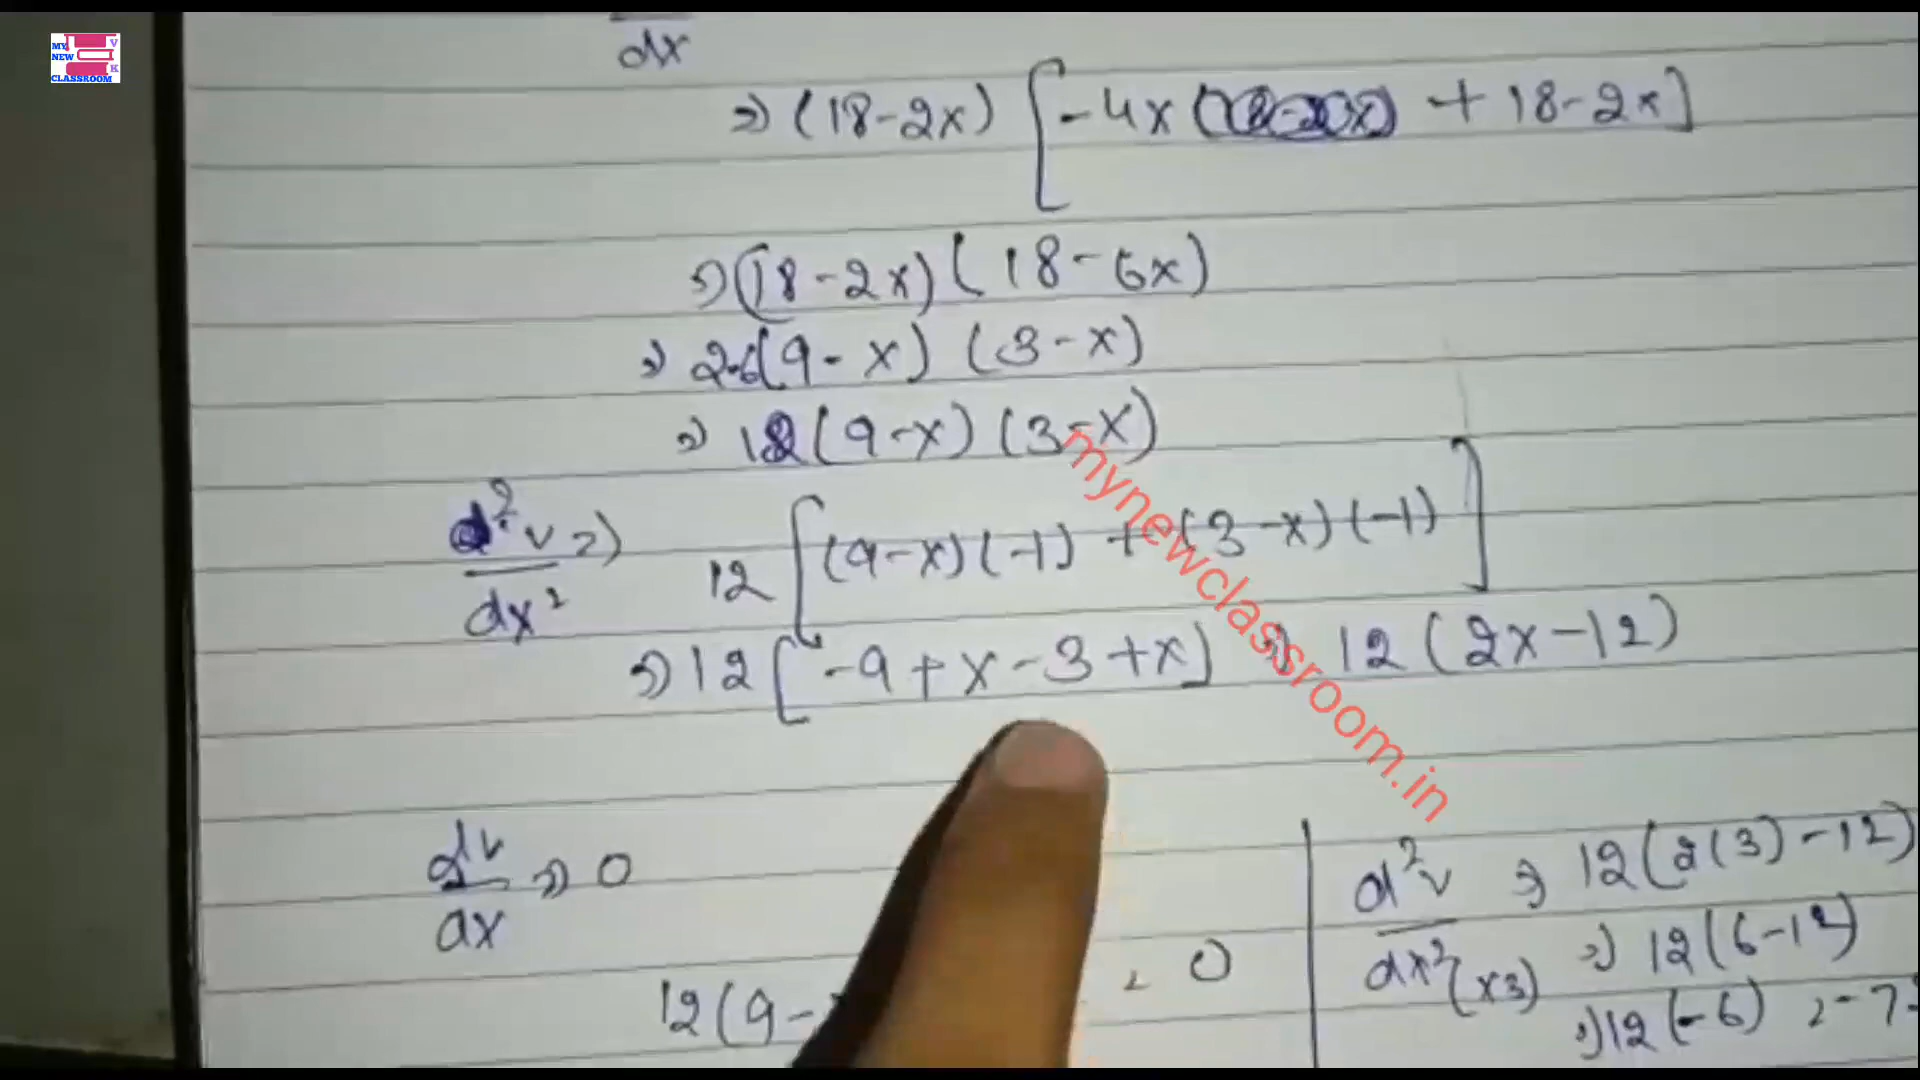 MY NEW CLASSROOM V K
dx
⇒ (18-2x) [-4x + 18-2x]
⇒ (18-2x) (18-6x)
⇒ 2·6(9-x) (3-x)
⇒ 12(9-x) (3-x)
d²v/dx² ⇒ 12 [(9-x)(-1) + (3-x)(-1)]
⇒ 12 [-9+x-3+x] ⇒ 12(2x-12)
mynewclassroom.in
dv/dx ⇒ 0
12(9- = 0
d²v/dx² (x3) ⇒ 12(2(3)-12)
⇒ 12(6-12)
⇒ 12(-6) = -7